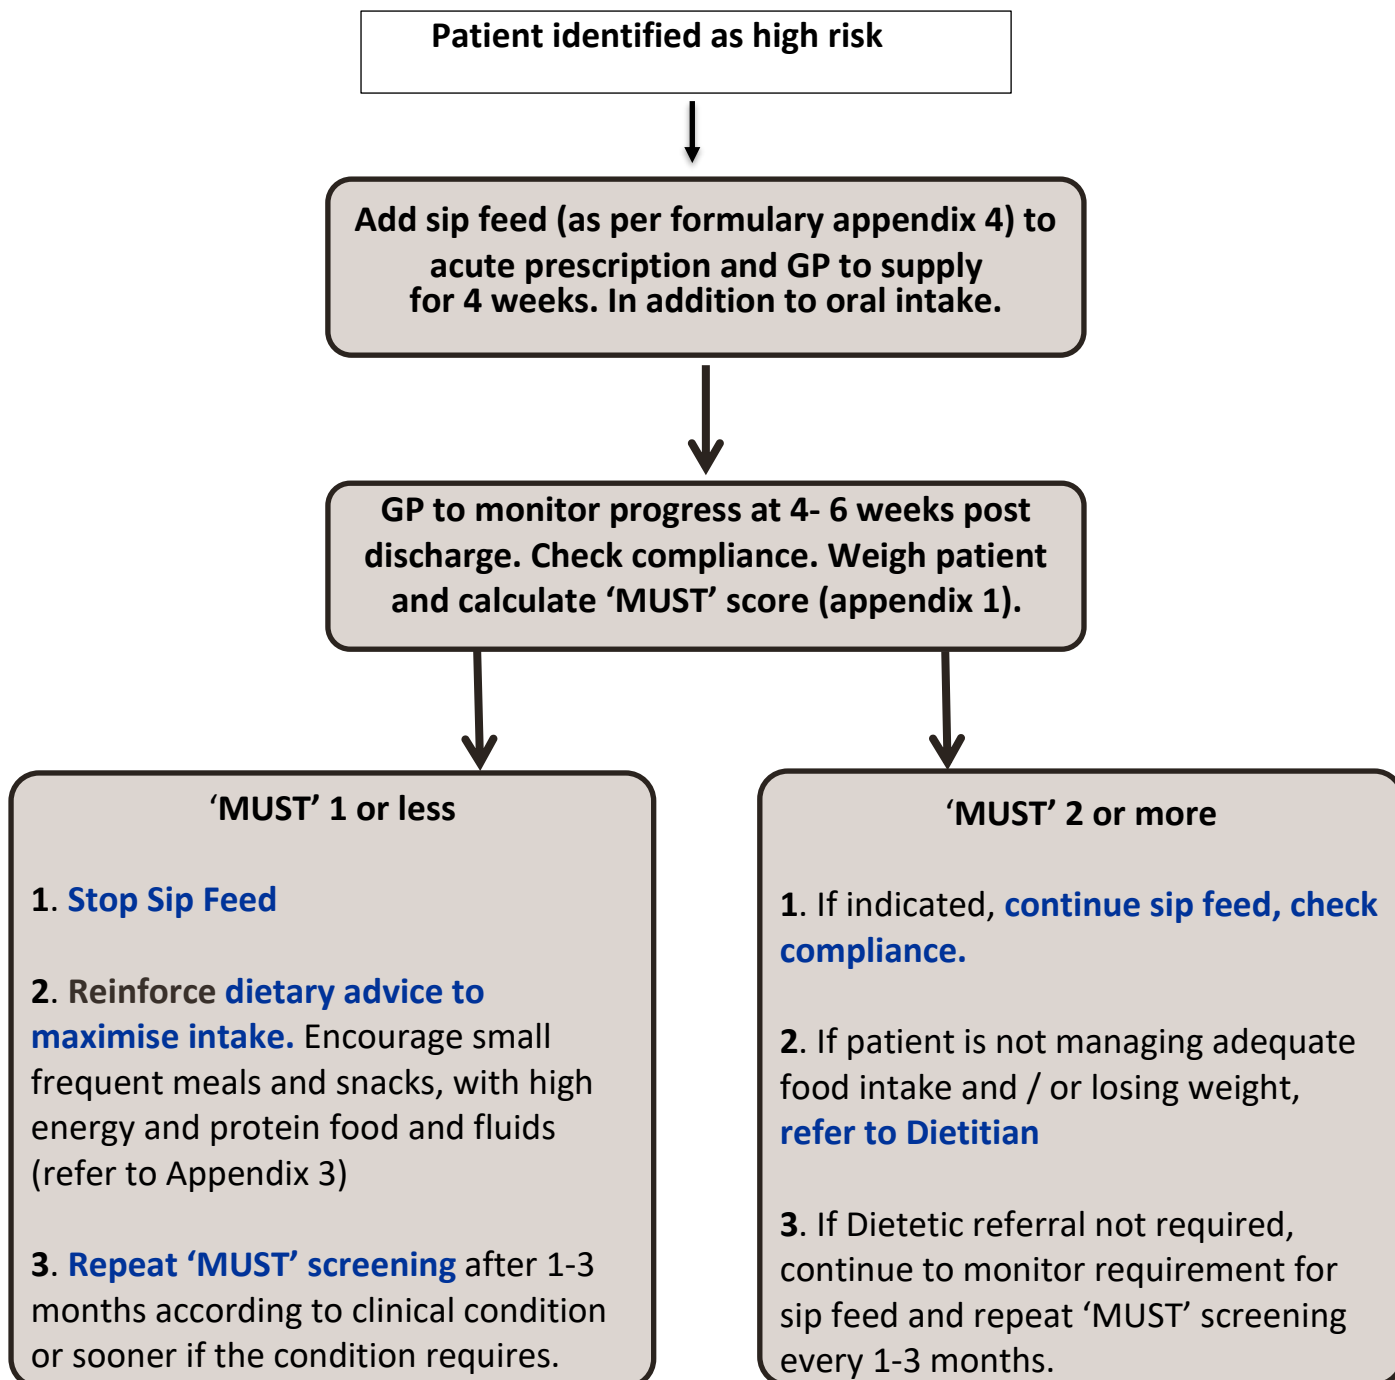 Patient identified as high risk
Add sip feed (as per formulary appendix 4) to
acute prescription and GP to supply
for 4 weeks. In addition to oral intake.
GP to monitor progress at 4- 6 weeks post
discharge. Check compliance. Weigh patient
and calculate ‘MUST’ score (appendix 1).
‘MUST’ 1 or less
1. Stop Sip Feed
2. Reinforce dietary advice to
maximise intake. Encourage small
frequent meals and snacks, with high
energy and protein food and fluids
(refer to Appendix 3)
3. Repeat ‘MUST’ screening after 1-3
months according to clinical condition
or sooner if the condition requires.
‘MUST’ 2 or more
1. If indicated, continue sip feed, check
compliance.
2. If patient is not managing adequate
food intake and / or losing weight,
refer to Dietitian
3. If Dietetic referral not required,
continue to monitor requirement for
sip feed and repeat ‘MUST’ screening
every 1-3 months.